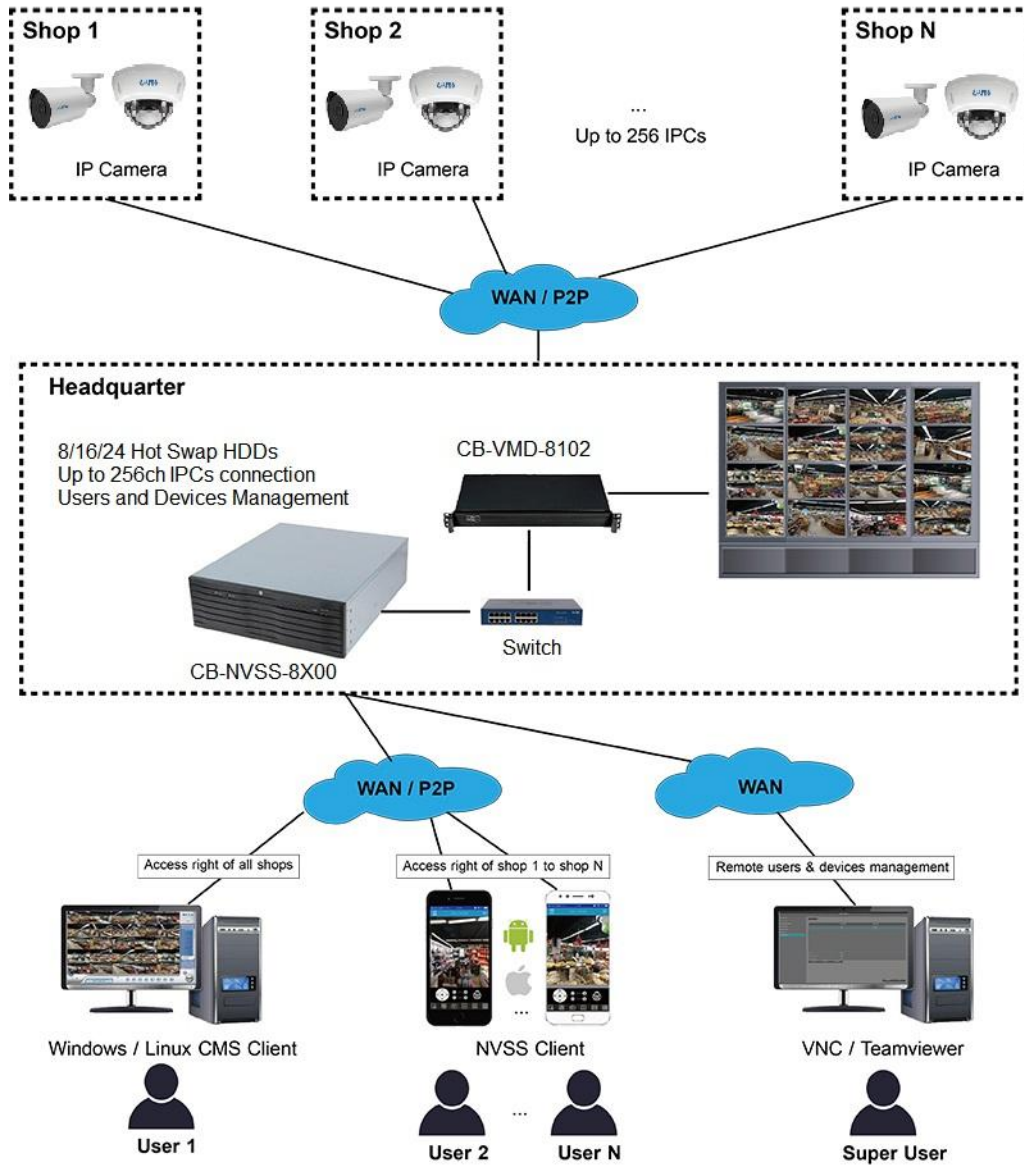 Shop 1
Shop 2
Shop N
...
Up to 256 IPCs
IP Camera
IP Camera
IP Camera
WAN / P2P
Headquarter
8/16/24 Hot Swap HDDs
Up to 256ch IPCs connection
Users and Devices Management
CB-VMD-8102
Switch
CB-NVSS-8X00
WAN / P2P
WAN
Access right of all shops
Access right of shop 1 to shop N
Remote users & devices management
...
Windows / Linux CMS Client
NVSS Client
VNC / Teamviewer
...
User 1
User 2
User N
Super User